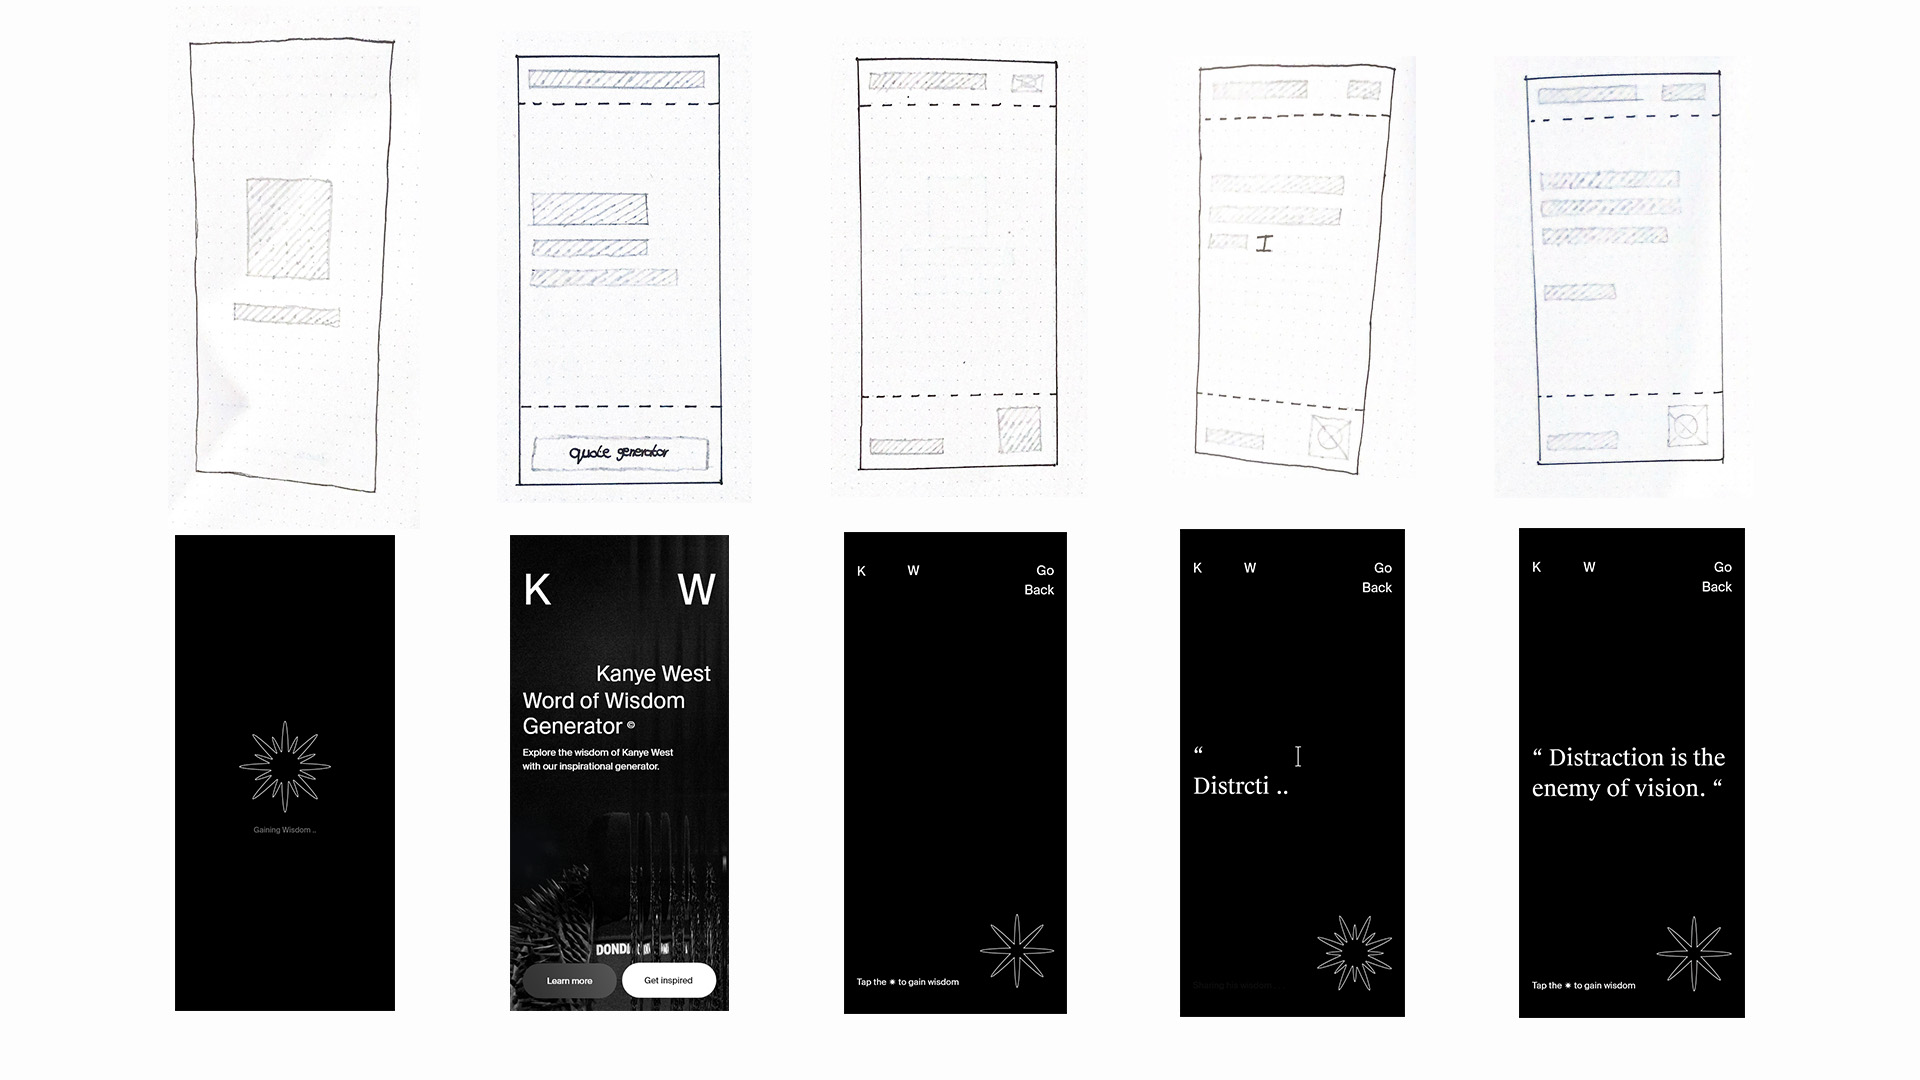 quote generator
Gaining Wisdom ..
K W
Kanye West
Word of Wisdom
Generator ©
Explore the wisdom of Kanye West
with our inspirational generator.
DONDA
Learn more
Get inspired
K W Go
Back
Tap the ✷ to gain wisdom
K W Go
Back
“
Distrcti ..
Sharing his wisdom ..
K W Go
Back
“ Distraction is the
enemy of vision. “
Tap the ✷ to gain wisdom